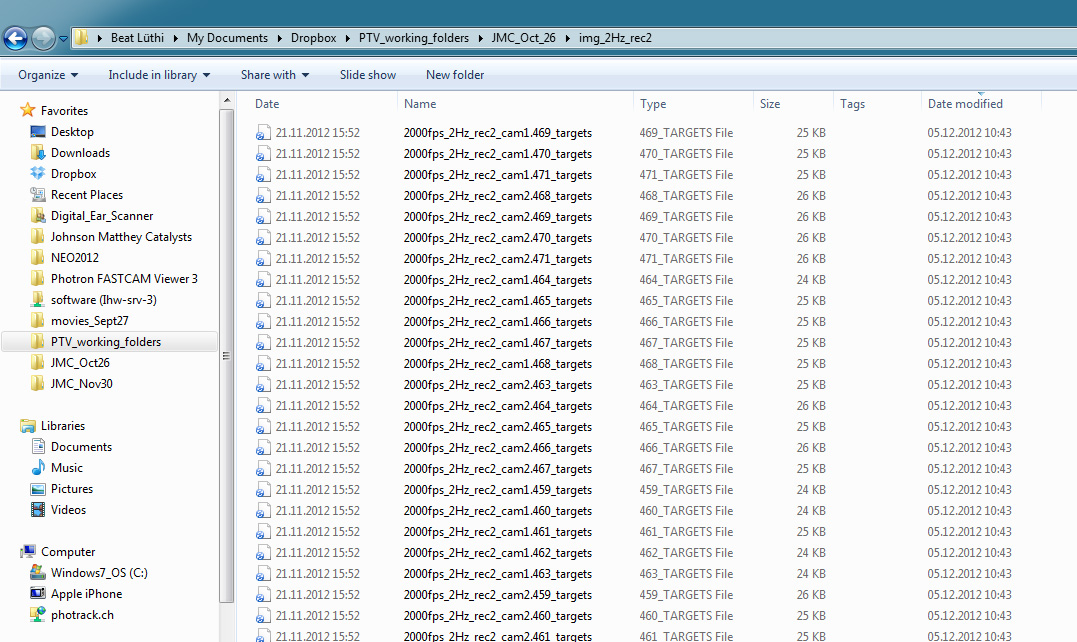 Beat Lüthi ▸ My Documents ▸ Dropbox ▸ PTV_working_folders ▸ JMC_Oct_26 ▸ img_2Hz_rec2
Organize Include in library Share with Slide show New folder
Favorites
Desktop
Downloads
Dropbox
Recent Places
Digital_Ear_Scanner
Johnson Matthey Catalysts
NEO2012
Photron FASTCAM Viewer 3
software (Ihw-srv-3)
movies_Sept27
PTV_working_folders
JMC_Oct26
JMC_Nov30
Libraries
Documents
Music
Pictures
Videos
Computer
Windows7_OS (C:)
Apple iPhone
photrack.ch
Date Name Type Size Tags Date modified
21.11.2012 15:52 2000fps_2Hz_rec2_cam1.469_targets 469_TARGETS File 25 KB 05.12.2012 10:43
21.11.2012 15:52 2000fps_2Hz_rec2_cam1.470_targets 470_TARGETS File 25 KB 05.12.2012 10:43
21.11.2012 15:52 2000fps_2Hz_rec2_cam1.471_targets 471_TARGETS File 25 KB 05.12.2012 10:43
21.11.2012 15:52 2000fps_2Hz_rec2_cam2.468_targets 468_TARGETS File 26 KB 05.12.2012 10:43
21.11.2012 15:52 2000fps_2Hz_rec2_cam2.469_targets 469_TARGETS File 26 KB 05.12.2012 10:43
21.11.2012 15:52 2000fps_2Hz_rec2_cam2.470_targets 470_TARGETS File 26 KB 05.12.2012 10:43
21.11.2012 15:52 2000fps_2Hz_rec2_cam2.471_targets 471_TARGETS File 26 KB 05.12.2012 10:43
21.11.2012 15:52 2000fps_2Hz_rec2_cam1.464_targets 464_TARGETS File 24 KB 05.12.2012 10:43
21.11.2012 15:52 2000fps_2Hz_rec2_cam1.465_targets 465_TARGETS File 25 KB 05.12.2012 10:43
21.11.2012 15:52 2000fps_2Hz_rec2_cam1.466_targets 466_TARGETS File 25 KB 05.12.2012 10:43
21.11.2012 15:52 2000fps_2Hz_rec2_cam1.467_targets 467_TARGETS File 25 KB 05.12.2012 10:43
21.11.2012 15:52 2000fps_2Hz_rec2_cam1.468_targets 468_TARGETS File 25 KB 05.12.2012 10:43
21.11.2012 15:52 2000fps_2Hz_rec2_cam2.463_targets 463_TARGETS File 25 KB 05.12.2012 10:43
21.11.2012 15:52 2000fps_2Hz_rec2_cam2.464_targets 464_TARGETS File 26 KB 05.12.2012 10:43
21.11.2012 15:52 2000fps_2Hz_rec2_cam2.465_targets 465_TARGETS File 25 KB 05.12.2012 10:43
21.11.2012 15:52 2000fps_2Hz_rec2_cam2.466_targets 466_TARGETS File 26 KB 05.12.2012 10:43
21.11.2012 15:52 2000fps_2Hz_rec2_cam2.467_targets 467_TARGETS File 25 KB 05.12.2012 10:43
21.11.2012 15:52 2000fps_2Hz_rec2_cam1.459_targets 459_TARGETS File 24 KB 05.12.2012 10:43
21.11.2012 15:52 2000fps_2Hz_rec2_cam1.460_targets 460_TARGETS File 24 KB 05.12.2012 10:43
21.11.2012 15:52 2000fps_2Hz_rec2_cam1.461_targets 461_TARGETS File 25 KB 05.12.2012 10:43
21.11.2012 15:52 2000fps_2Hz_rec2_cam1.462_targets 462_TARGETS File 24 KB 05.12.2012 10:43
21.11.2012 15:52 2000fps_2Hz_rec2_cam1.463_targets 463_TARGETS File 24 KB 05.12.2012 10:43
21.11.2012 15:52 2000fps_2Hz_rec2_cam2.459_targets 459_TARGETS File 26 KB 05.12.2012 10:43
21.11.2012 15:52 2000fps_2Hz_rec2_cam2.460_targets 460_TARGETS File 25 KB 05.12.2012 10:43
21.11.2012 15:52 2000fps_2Hz_rec2_cam2.461_targets 461_TARGETS File 26 KB 05.12.2012 10:43